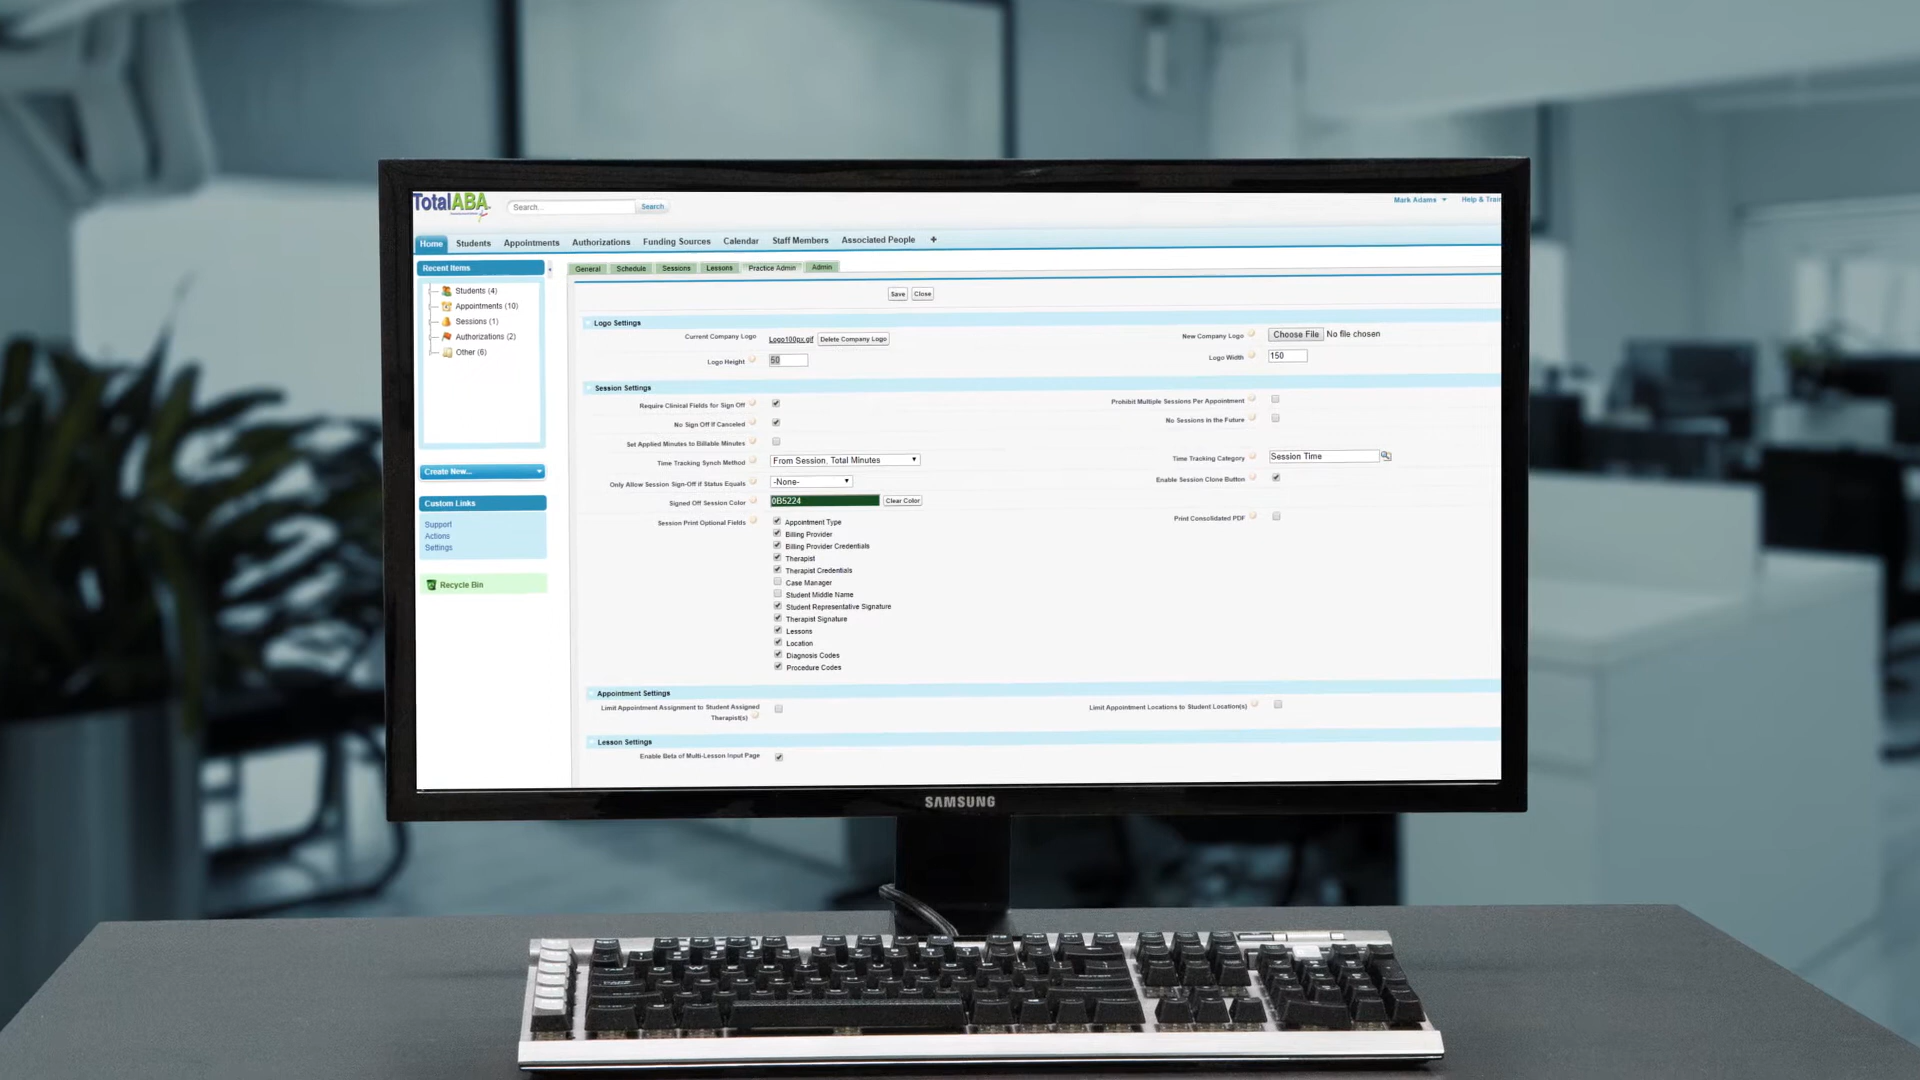 TotalABA
Search...
Search
Mark Adams
Help & Trai
Home Students Appointments Authorizations Funding Sources Calendar Staff Members Associated People +
Recent Items
Students (4)
Appointments (10)
Sessions (1)
Authorizations (2)
Other (6)
Create New...
Custom Links
Support
Actions
Settings
Recycle Bin
General Schedule Sessions Lessons Practice Admin Admin
Save Close
Logo Settings
Current Company Logo Logo100px.gif Delete Company Logo New Company Logo Choose File No file chosen
Logo Height 50 Logo Width 150
Session Settings
Require Clinical Fields for Sign Off Prohibit Multiple Sessions Per Appointment
No Sign Off If Canceled No Sessions in the Future
Set Applied Minutes to Billable Minutes
Time Tracking Synch Method From Session, Total Minutes Time Tracking Category Session Time
Only Allow Session Sign-Off if Status Equals -None- Enable Session Clone Button
Signed Off Session Color 0B5224 Clear Color
Session Print Optional Fields Appointment Type Print Consolidated PDF
Billing Provider
Billing Provider Credentials
Therapist
Therapist Credentials
Case Manager
Student Middle Name
Student Representative Signature
Therapist Signature
Lessons
Location
Diagnosis Codes
Procedure Codes
Appointment Settings
Limit Appointment Assignment to Student Assigned
Therapist(s)
Limit Appointment Locations to Student Location(s)
Lesson Settings
Enable Beta of Multi-Lesson Input Page
SAMSUNG